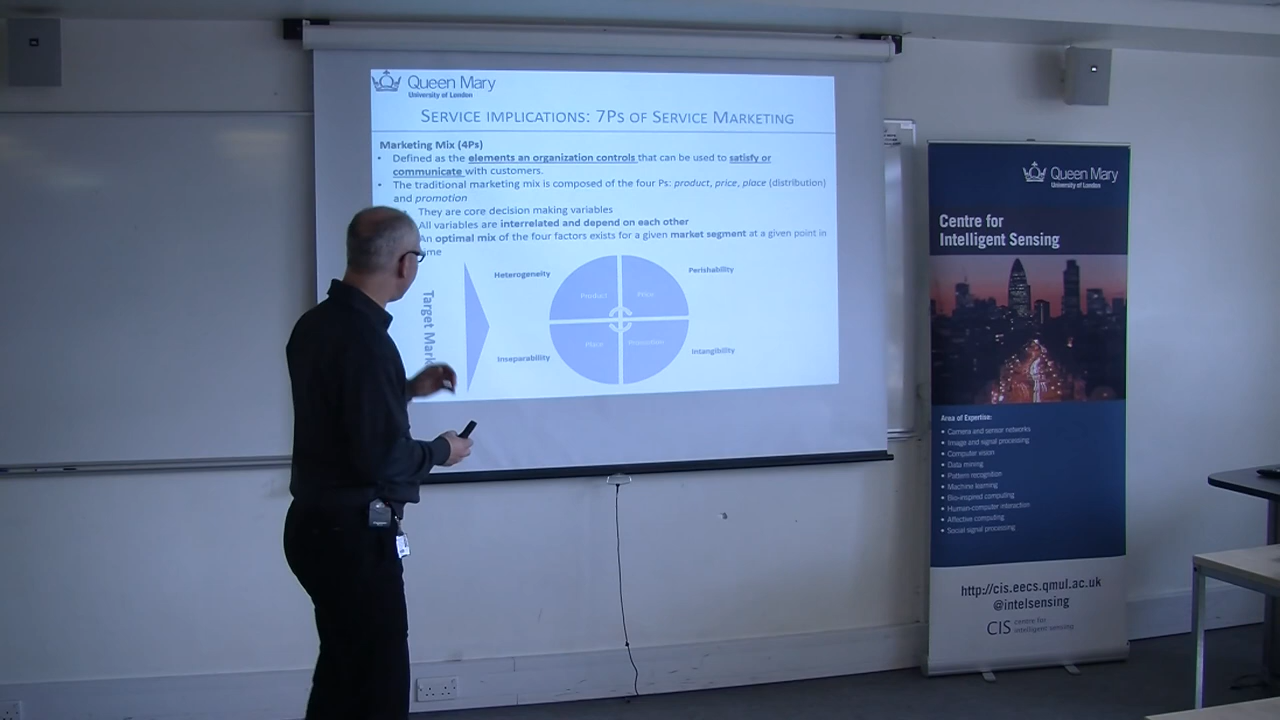 Queen Mary
University of London
SERVICE IMPLICATIONS: 7PS OF SERVICE MARKETING
Marketing Mix (4Ps)
• Defined as the elements an organization controls that can be used to satisfy or
communicate with customers.
• The traditional marketing mix is composed of the four Ps: product, price, place (distribution)
and promotion
They are core decision making variables
All variables are interrelated and depend on each other
An optimal mix of the four factors exists for a given market segment at a given point in
ime
Heterogeneity
Perishability
Product
Price
Target Mark
Place
Promotion
Inseparability
Intangibility
Queen Mary
University of London
Centre for
Intelligent Sensing
Area of Expertise:
• Camera and sensor networks
• Image and signal processing
• Computer vision
• Data mining
• Pattern recognition
• Machine learning
• Bio-inspired computing
• Human-computer interaction
• Affective computing
• Social signal processing
http://cis.eecs.qmul.ac.uk
@intelsensing
CIS centre for
intelligent sensing